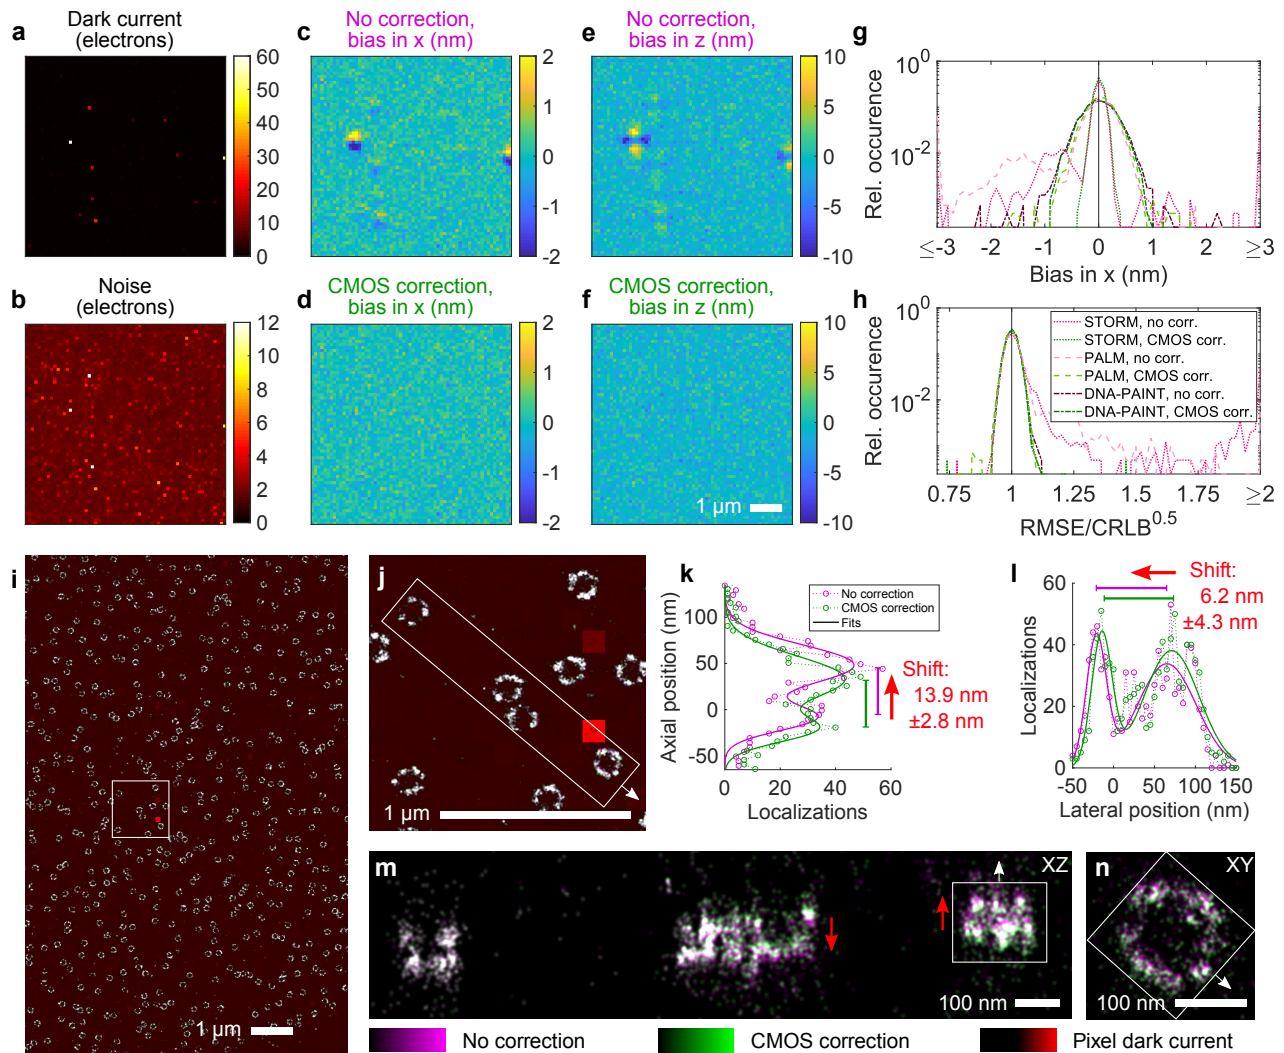 a
Dark current
(electrons)
60
50
40
30
20
10
0
c
No correction,
bias in x (nm)
2
1
0
-1
-2
e
No correction,
bias in z (nm)
10
5
0
-5
-10
g
Rel. occurence
10^0
10^-2
≤-3 -2 -1 0 1 2 ≥3
Bias in x (nm)
b
Noise
(electrons)
12
10
8
6
4
2
0
d
CMOS correction,
bias in x (nm)
2
1
0
-1
-2
f
CMOS correction,
bias in z (nm)
10
5
0
-5
-10
1 μm
h
Rel. occurence
10^0
10^-2
STORM, no corr.
STORM, CMOS corr.
PALM, no corr.
PALM, CMOS corr.
DNA-PAINT, no corr.
DNA-PAINT, CMOS corr.
0.75 1 1.25 1.5 1.75 ≥2
RMSE/CRLB^0.5
i
1 μm
j
1 μm
k
Axial position (nm)
100
50
0
-50
No correction
CMOS correction
Fits
Shift:
13.9 nm
±2.8 nm
0 20 40 60
Localizations
l
Shift:
6.2 nm
±4.3 nm
Localizations
60
40
20
0
-50 0 50 100 150
Lateral position (nm)
m
XZ
100 nm
n
XY
100 nm
No correction
CMOS correction
Pixel dark current